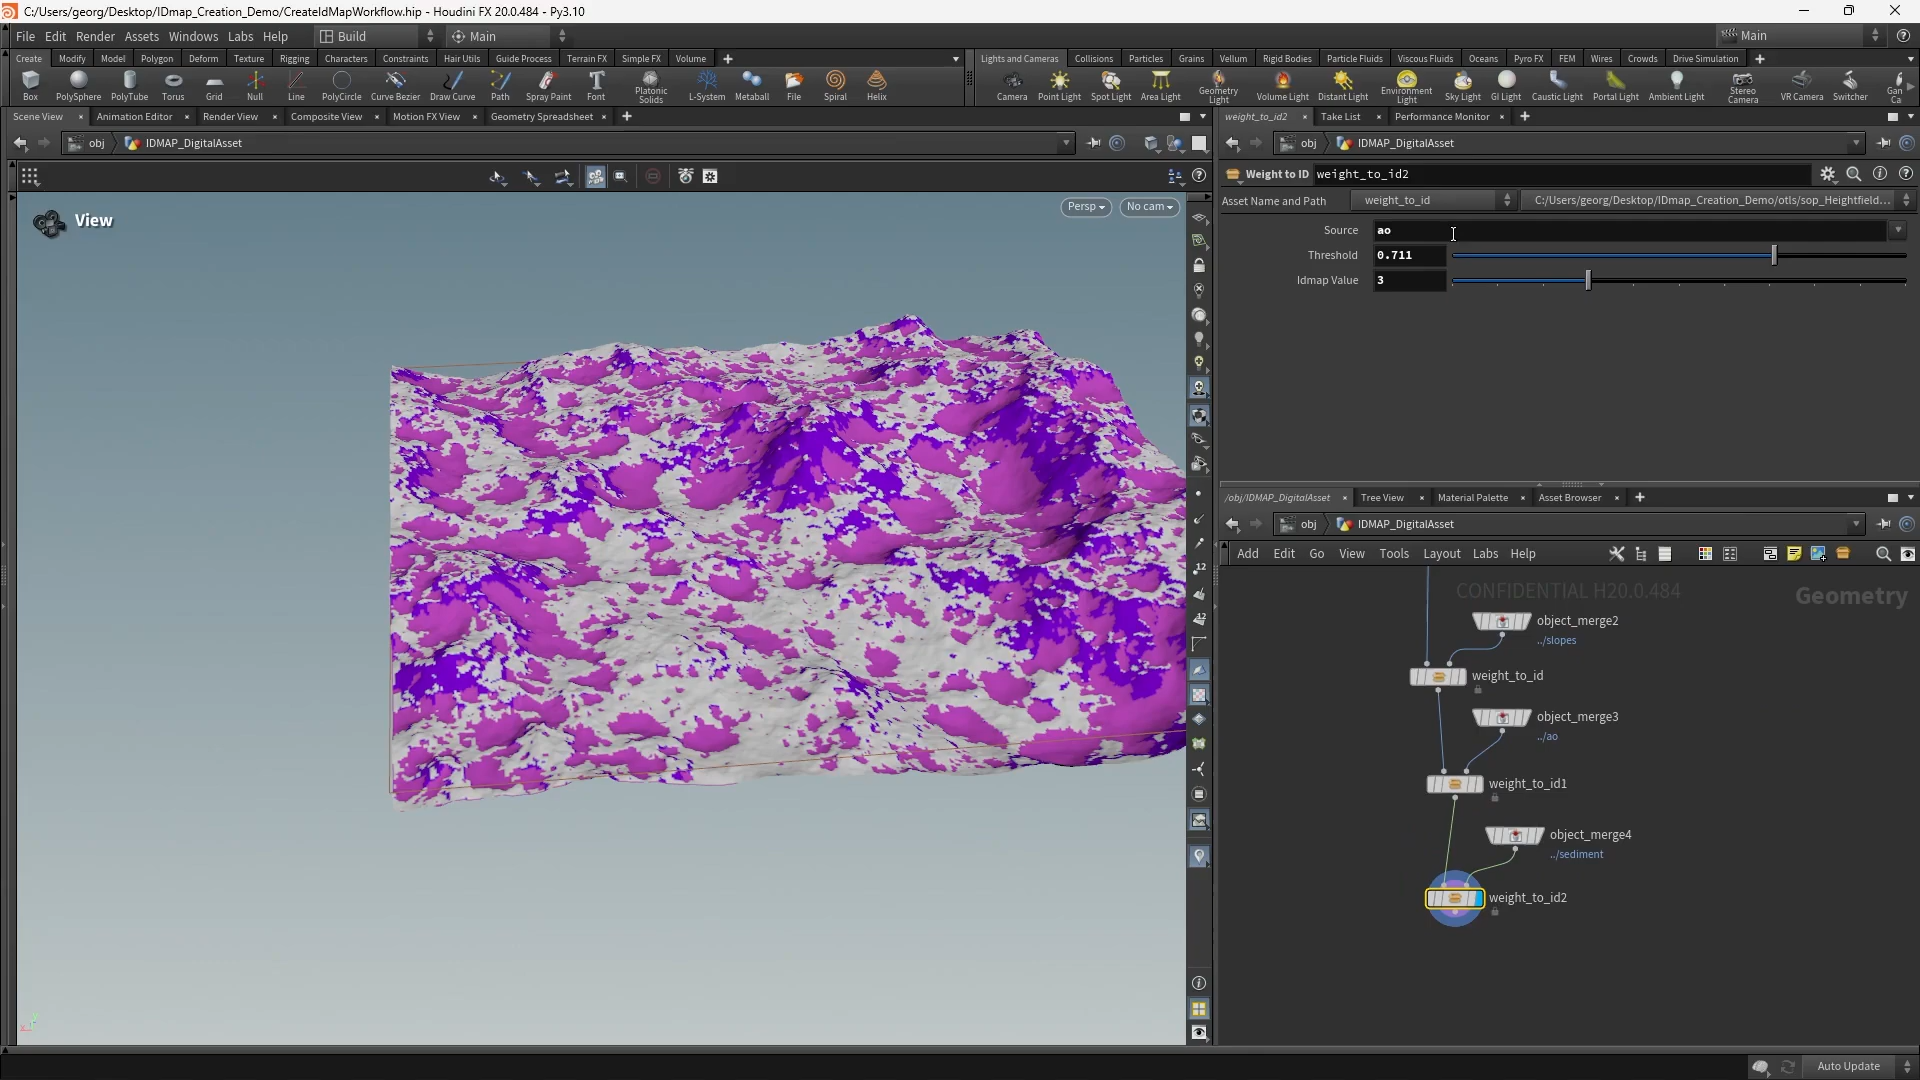 C:/Users/georg/Desktop/IDmap_Creation_Demo/CreateIdMapWorkflow.hip - Houdini FX 20.0.484 - Py3.10
File Edit Render Assets Windows Labs Help Build Main Main
Create Modify Model Polygon Deform Texture Rigging Characters Constraints Hair Utils Guide Process Terrain FX Simple FX Volume
Lights and Cameras Collisions Particles Grains Vellum Rigid Bodies Particle Fluids Viscous Fluids Oceans Pyro FX FEM Wires Crowds Drive Simulation
Box PolySphere PolyTube Torus Grid Null Line PolyCircle Curve Bezier Draw Curve Path Spray Paint Font Platonic Solids L-System Metaball File Spiral Helix
Camera Point Light Spot Light Area Light Geometry Light Volume Light Distant Light Environment Light Sky Light GI Light Caustic Light Portal Light Ambient Light Stereo Camera VR Camera Switcher Gan Ca
Scene View Animation Editor Render View Composite View Motion FX View Geometry Spreadsheet
obj IDMAP_DigitalAsset
View
Persp No cam
weight_to_id2 Take List Performance Monitor
obj IDMAP_DigitalAsset
Weight to ID weight_to_id2
Asset Name and Path weight_to_id C:/Users/georg/Desktop/IDmap_Creation_Demo/otls/sop_Heightfield...
Source ao
Threshold 0.711
Idmap Value 3
/obj/IDMAP_DigitalAsset Tree View Material Palette Asset Browser
obj IDMAP_DigitalAsset
Add Edit Go View Tools Layout Labs Help
CONFIDENTIAL H20.0.484
Geometry
object_merge2
../slopes
weight_to_id
object_merge3
../ao
weight_to_id1
object_merge4
../sediment
weight_to_id2
12
12
Auto Update